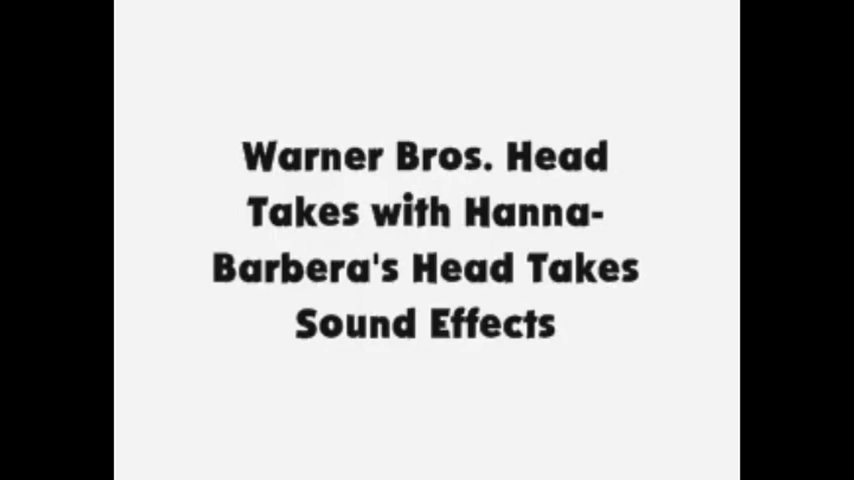 Warner Bros. Head
Takes with Hanna-
Barbera's Head Takes
Sound Effects